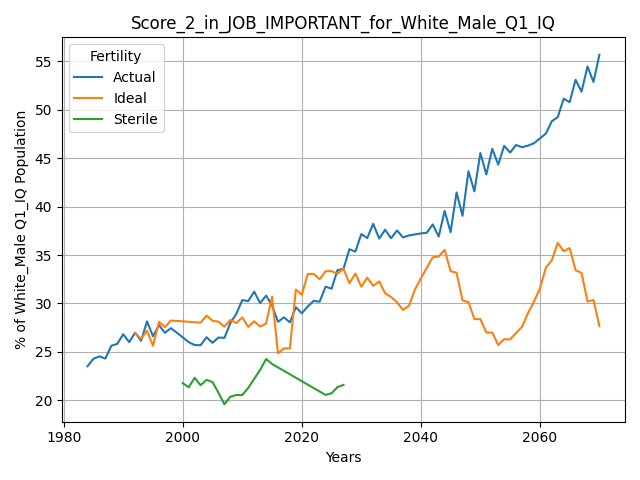 Score_2_in_JOB_IMPORTANT_for_White_Male_Q1_IQ
% of White_Male Q1_IQ Population
55
50
45
40
35
30
25
20
Fertility
Actual
Ideal
Sterile
1980
2000
2020
2040
2060
Years